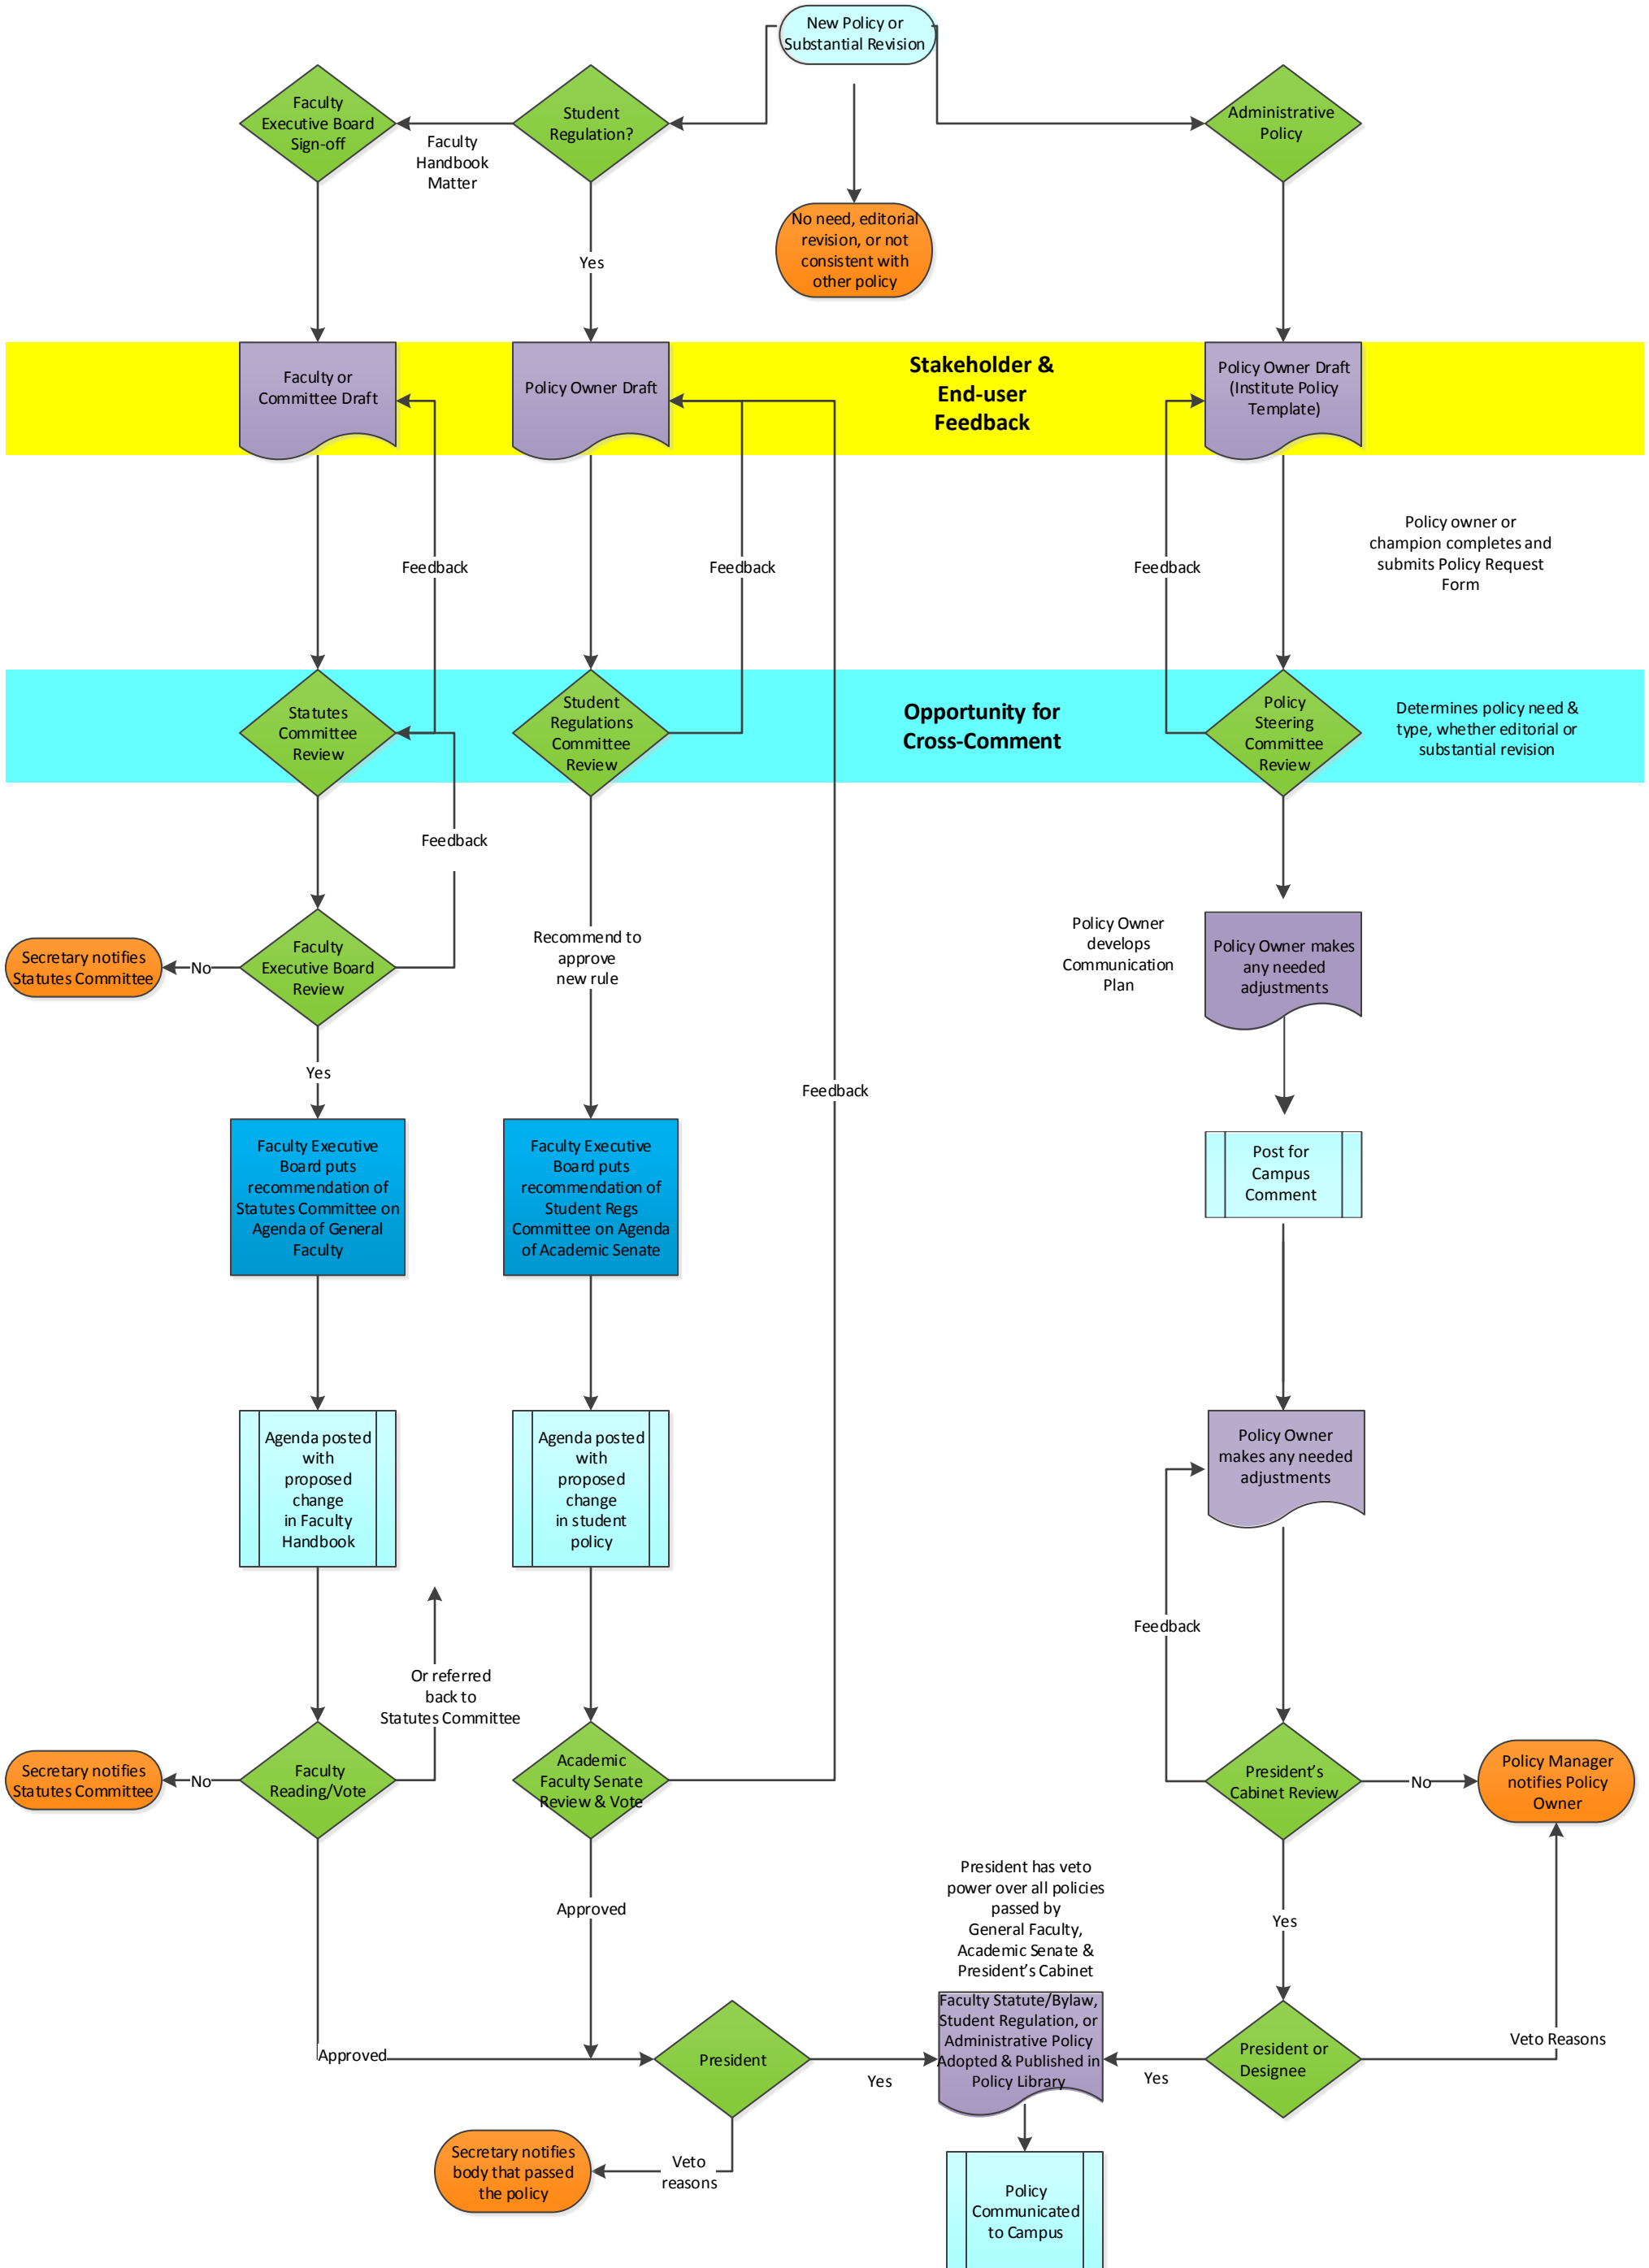 New Policy or
Substantial Revision
Faculty
Executive Board
Sign-off
Student
Regulation?
Administrative
Policy
Faculty
Handbook
Matter
No need, editorial
revision, or not
consistent with
other policy
Yes
Stakeholder &
End-user
Feedback
Faculty or
Committee Draft
Policy Owner Draft
Policy Owner Draft
(Institute Policy
Template)
Policy owner or
champion completes and
submits Policy Request
Form
Feedback
Feedback
Feedback
Statutes
Committee
Review
Student
Regulations
Committee
Review
Opportunity for
Cross-Comment
Policy
Steering
Committee
Review
Determines policy need &
type, whether editorial or
substantial revision
Feedback
Secretary notifies
Statutes Committee
No
Faculty
Executive Board
Review
Recommend to
approve
new rule
Policy Owner
develops
Communication
Plan
Policy Owner makes
any needed
adjustments
Yes
Feedback
Faculty Executive
Board puts
recommendation of
Statutes Committee on
Agenda of General
Faculty
Faculty Executive
Board puts
recommendation of
Student Regs
Committee on Agenda
of Academic Senate
Post for
Campus
Comment
Agenda posted
with
proposed
change
in Faculty
Handbook
Agenda posted
with
proposed
change
in student
policy
Policy Owner
makes any needed
adjustments
Feedback
Or referred
back to
Statutes Committee
Secretary notifies
Statutes Committee
No
Faculty
Reading/Vote
Academic
Faculty Senate
Review & Vote
President's
Cabinet Review
No
Policy Manager
notifies Policy
Owner
Approved
President has veto
power over all policies
passed by
General Faculty,
Academic Senate &
President's Cabinet
Yes
Approved
President
Yes
Faculty Statute/Bylaw,
Student Regulation, or
Administrative Policy
Adopted & Published in
Policy Library
Yes
President or
Designee
Veto Reasons
Secretary notifies
body that passed
the policy
Veto
reasons
Policy
Communicated
to Campus